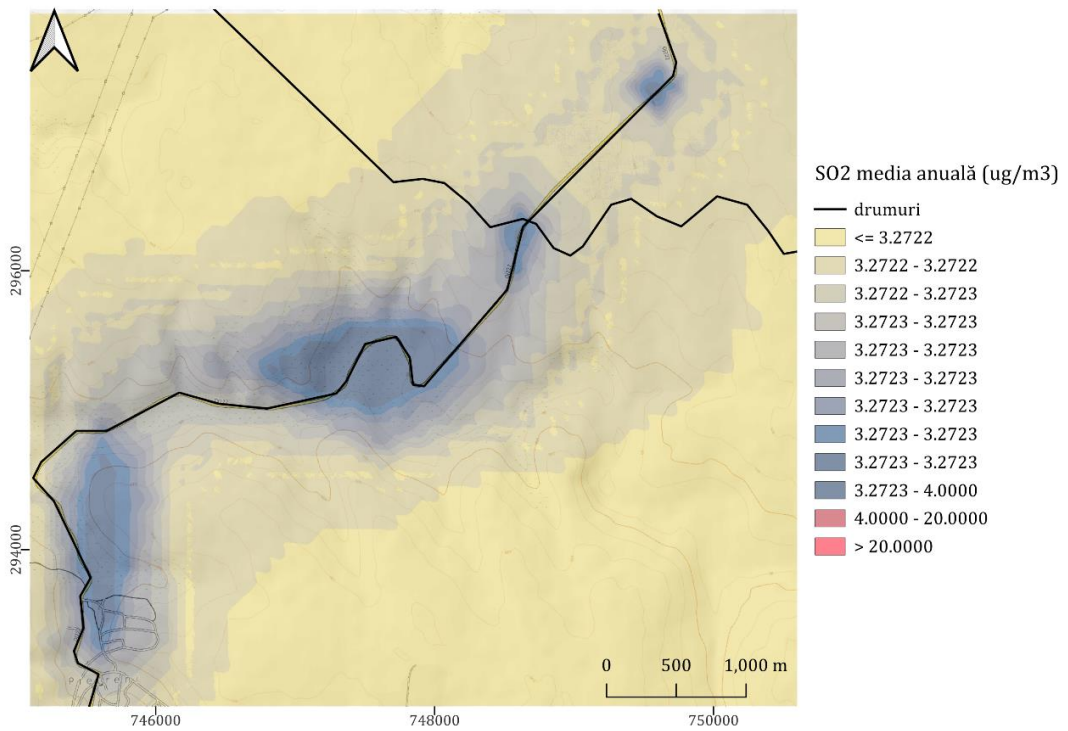 SO2 media anuală (ug/m3)
drumuri
<= 3.2722
3.2722 - 3.2722
3.2722 - 3.2723
3.2723 - 3.2723
3.2723 - 3.2723
3.2723 - 3.2723
3.2723 - 3.2723
3.2723 - 3.2723
3.2723 - 3.2723
3.2723 - 4.0000
4.0000 - 20.0000
> 20.0000
296000
294000
0 500 1,000 m
746000 748000 750000